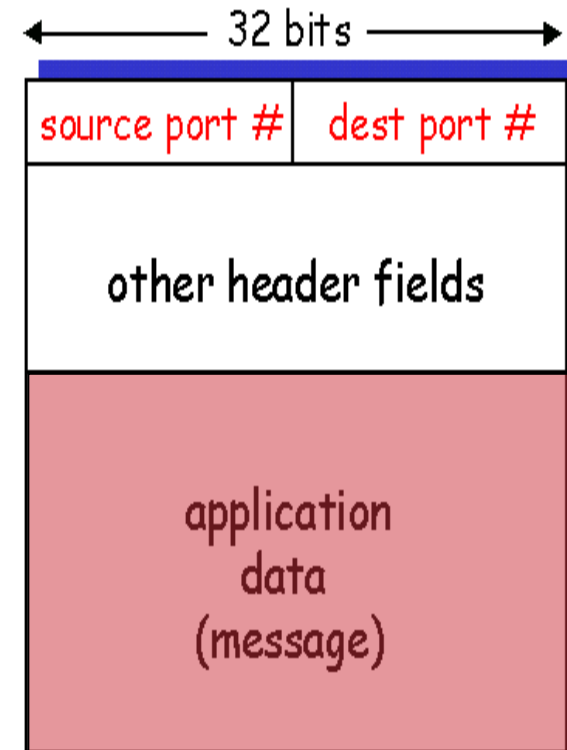 32 bits
source port # dest port #
other header fields
application
data
(message)